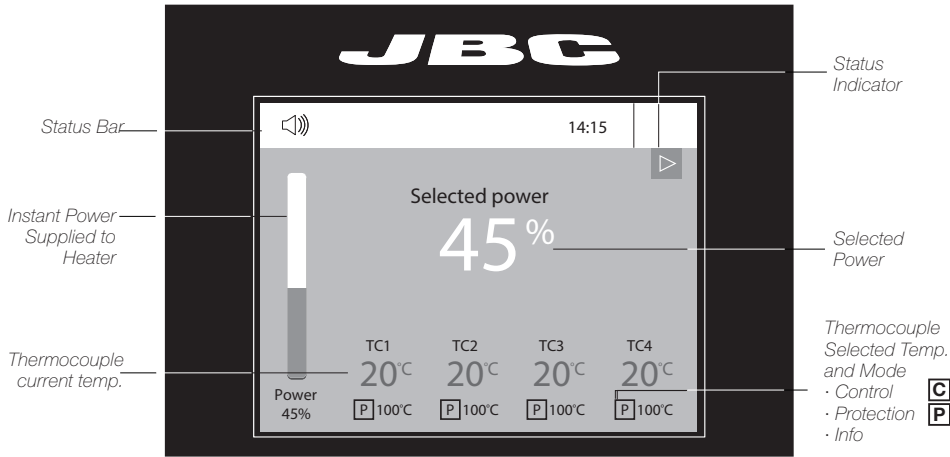 JBC
Status
Indicator
Status Bar
14:15
Instant Power
Supplied to
Heater
Selected power
45 %
Selected
Power
Thermocouple
current temp.
TC1 TC2 TC3 TC4
20°C 20°C 20°C 20°C
P 100°C P 100°C P 100°C P 100°C
Power
45%
Thermocouple
Selected Temp.
and Mode
· Control C
· Protection P
· Info